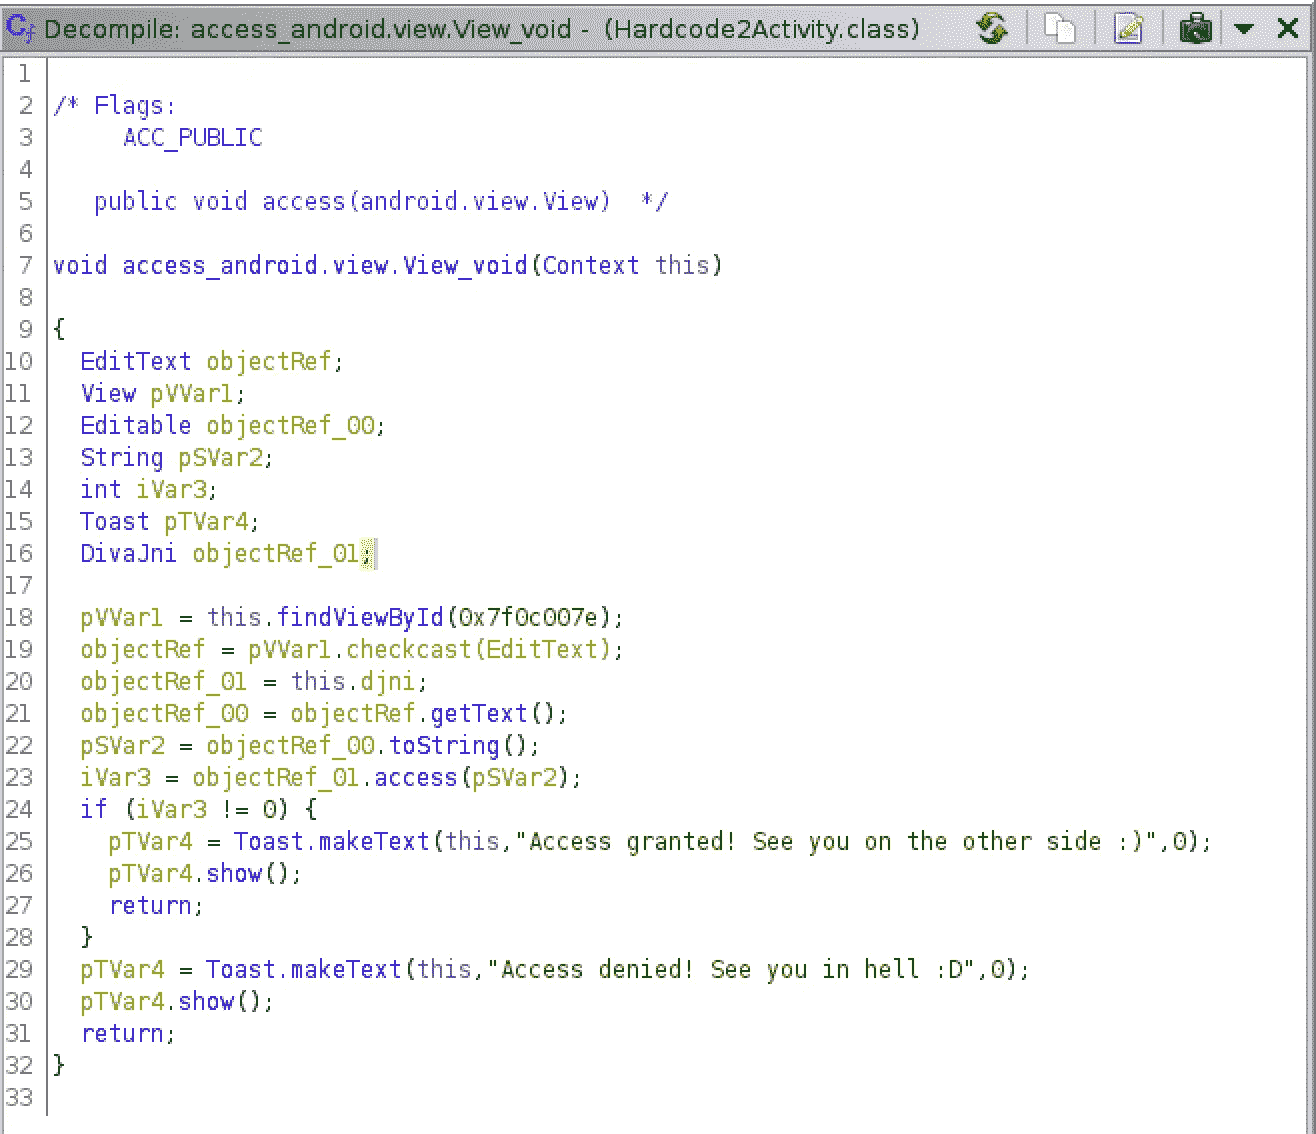 Decompile: access_android.view.View_void - (Hardcode2Activity.class)
1
2 /* Flags:
3 ACC_PUBLIC
4
5 public void access(android.view.View) */
6
7 void access_android.view.View_void(Context this)
8
9 {
10 EditText objectRef;
11 View pVVar1;
12 Editable objectRef_00;
13 String pSVar2;
14 int iVar3;
15 Toast pTVar4;
16 DivaJni objectRef_01;
17
18 pVVar1 = this.findViewById(0x7f0c007e);
19 objectRef = pVVar1.checkcast(EditText);
20 objectRef_01 = this.djni;
21 objectRef_00 = objectRef.getText();
22 pSVar2 = objectRef_00.toString();
23 iVar3 = objectRef_01.access(pSVar2);
24 if (iVar3 != 0) {
25 pTVar4 = Toast.makeText(this,"Access granted! See you on the other side :)",0);
26 pTVar4.show();
27 return;
28 }
29 pTVar4 = Toast.makeText(this,"Access denied! See you in hell :D",0);
30 pTVar4.show();
31 return;
32 }
33